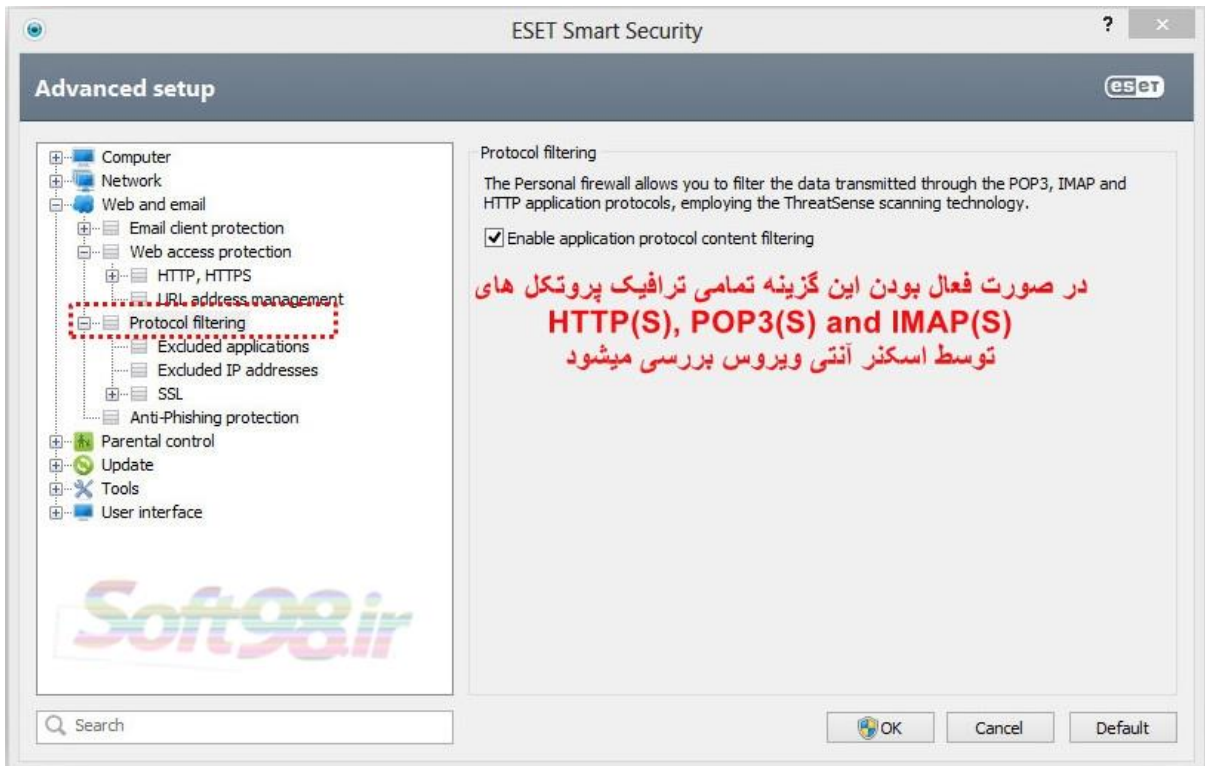 ESET Smart Security
?
Advanced setup
eset
Computer
Network
Web and email
Email client protection
Web access protection
HTTP, HTTPS
URL address management
Protocol filtering
Excluded applications
Excluded IP addresses
SSL
Anti-Phishing protection
Parental control
Update
Tools
User interface
Soft98.ir
Search
Protocol filtering
The Personal firewall allows you to filter the data transmitted through the POP3, IMAP and
HTTP application protocols, employing the ThreatSense scanning technology.
Enable application protocol content filtering
در صورت فعال بودن این گزینه تمامی ترافیک پروتکل های
HTTP(S), POP3(S) and IMAP(S)
توسط اسکنر آنتی ویروس بررسی میشود
OK
Cancel
Default